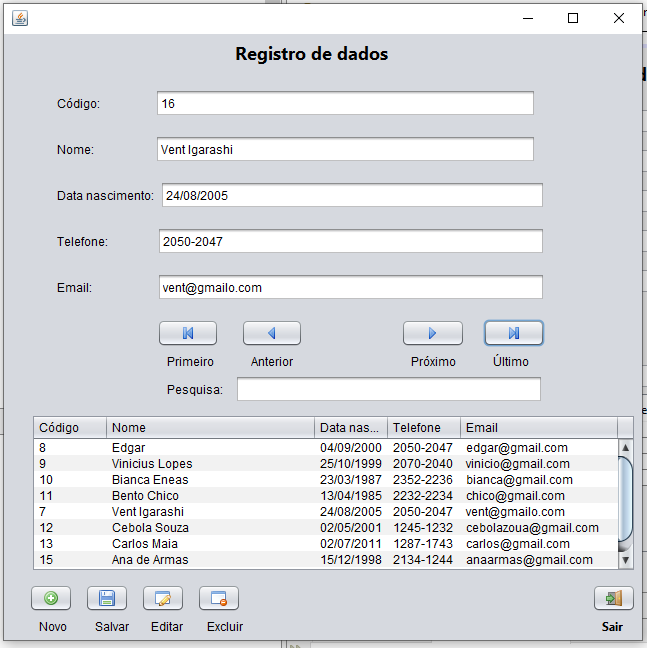 Registro de dados
Código: 16
Nome: Vent Igarashi
Data nascimento: 24/08/2005
Telefone: 2050-2047
Email: vent@gmailo.com
Primeiro Anterior Próximo Último
Pesquisa:
Código Nome Data nas... Telefone Email
8 Edgar 04/09/2000 2050-2047 edgar@gmail.com
9 Vinicius Lopes 25/10/1999 2070-2040 vinicio@gmail.com
10 Bianca Eneas 23/03/1987 2352-2236 bianca@gmail.com
11 Bento Chico 13/04/1985 2232-2234 chico@gmail.com
7 Vent Igarashi 24/08/2005 2050-2047 vent@gmailo.com
12 Cebola Souza 02/05/2001 1245-1232 cebolazoua@gmail.com
13 Carlos Maia 02/07/2011 1287-1743 carlos@gmail.com
15 Ana de Armas 15/12/1998 2134-1244 anaarmas@gmail.com
Novo Salvar Editar Excluir Sair